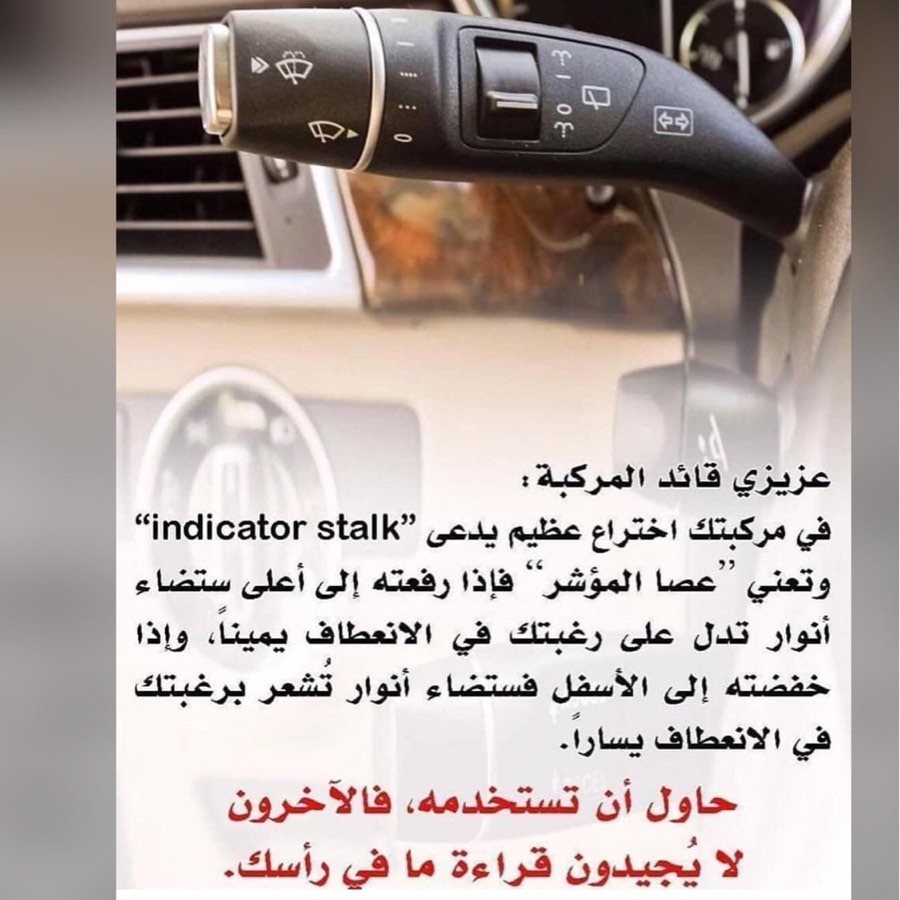 عزيزي قائد المركبة :
في مركبتك اختراع عظيم يدعى ”indicator stalk“
وتعني ’’عصا المؤشر‘‘ فإذا رفعته إلى أعلى ستضاء
أنوار تدل على رغبتك في الانعطاف يميناً، وإذا
خفضته إلى الأسفل فستضاء أنوار تُشعر برغبتك
في الانعطاف يساراً.
حاول أن تستخدمه، فالآخرون
لا يُجيدون قراءة ما في رأسك.